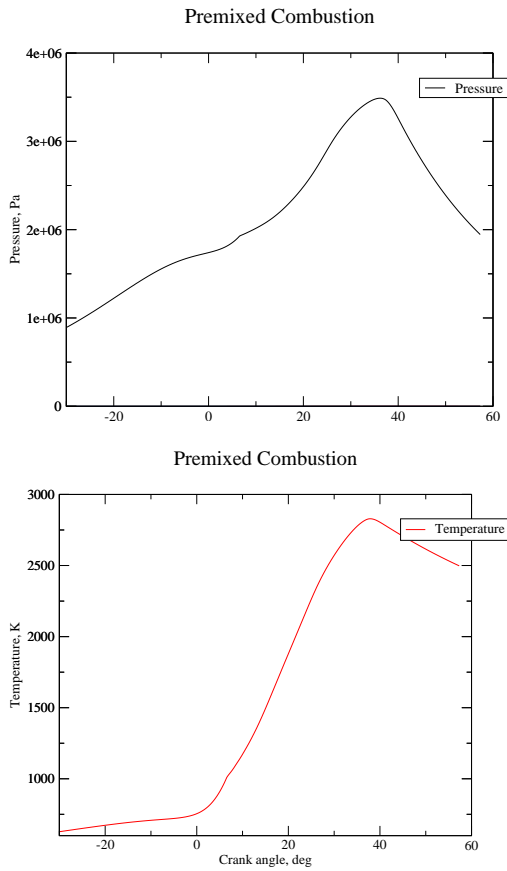 Premixed Combustion
4e+06
Pressure
3e+06
Pressure, Pa
2e+06
1e+06
0
-20 0 20 40 60
Premixed Combustion
3000
Temperature
2500
Temperature, K
2000
1500
1000
-20 0 20 40 60
Crank angle, deg